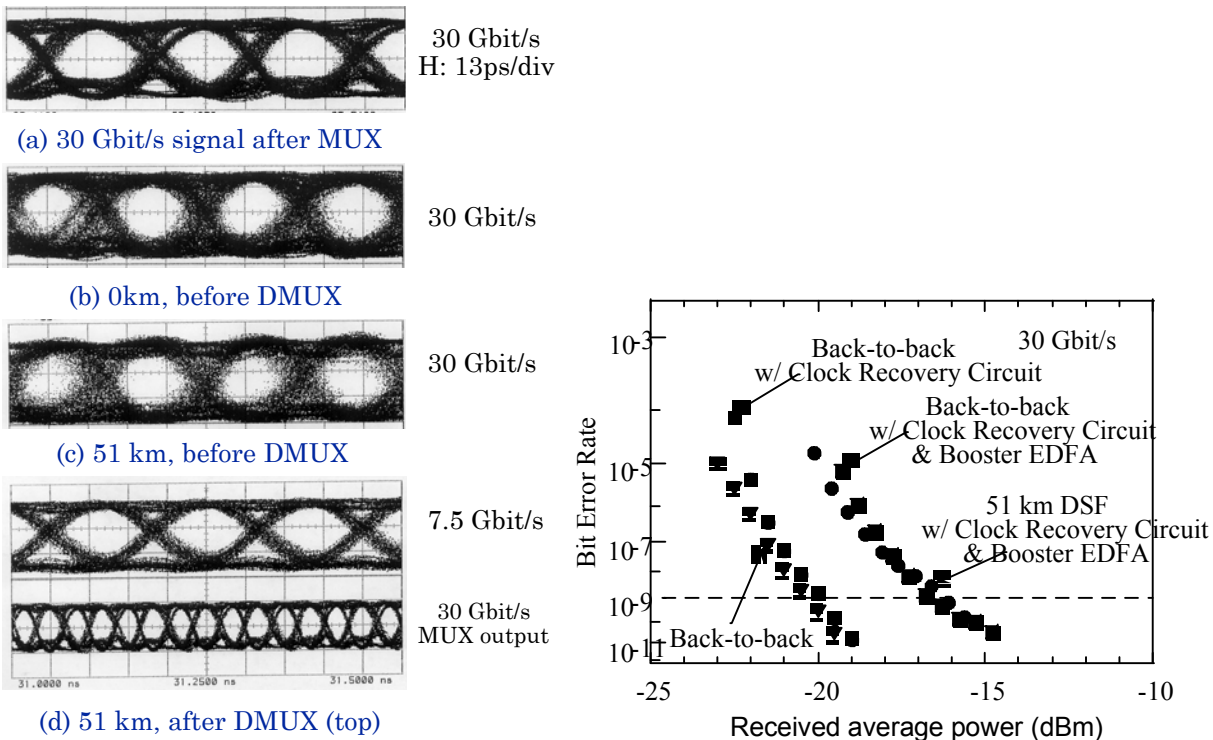 30 Gbit/s
H: 13ps/div
(a) 30 Gbit/s signal after MUX
30 Gbit/s
(b) 0km, before DMUX
30 Gbit/s
(c) 51 km, before DMUX
7.5 Gbit/s
30 Gbit/s
MUX output
31.0000 ns
31.2500 ns
31.5000 ns
(d) 51 km, after DMUX (top)
30 Gbit/s
Back-to-back
w/ Clock Recovery Circuit
Back-to-back
w/ Clock Recovery Circuit
& Booster EDFA
51 km DSF
w/ Clock Recovery Circuit
& Booster EDFA
Back-to-back
Bit Error Rate
10-3
10-5
10-7
10-9
10-11
-25
-20
-15
-10
Received average power (dBm)